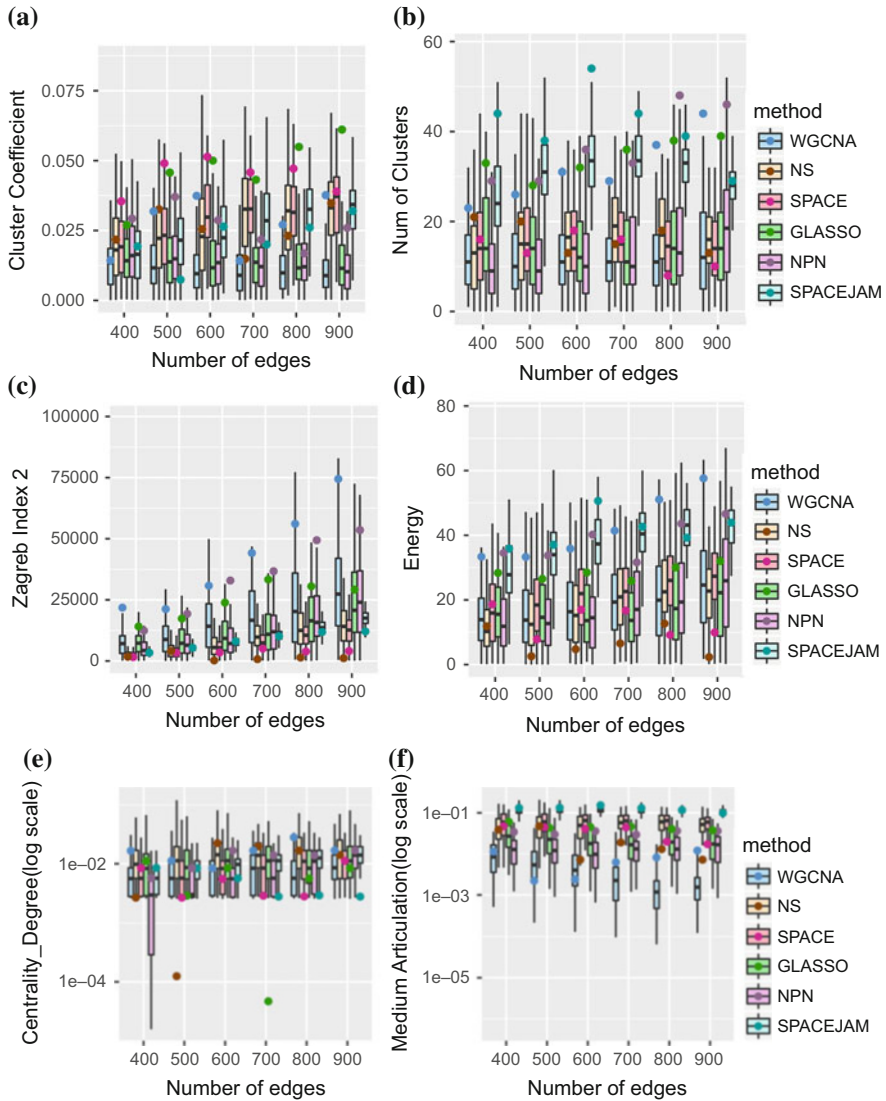 (a)
0.075
0.050
0.025
0.000
Cluster Coeffiecient
400 500 600 700 800 900
Number of edges
(b)
60
40
20
0
Num of Clusters
400 500 600 700 800 900
Number of edges
method
WGCNA
NS
SPACE
GLASSO
NPN
SPACEJAM
(c)
100000
75000
50000
25000
0
Zagreb Index 2
400 500 600 700 800 900
Number of edges
(d)
80
60
40
20
0
Energy
400 500 600 700 800 900
Number of edges
method
WGCNA
NS
SPACE
GLASSO
NPN
SPACEJAM
(e)
1e−02
1e−04
Centrality_Degree(log scale)
400 500 600 700 800 900
Number of edges
(f)
1e−01
1e−03
1e−05
Medium Articulation(log scale)
400 500 600 700 800 900
Number of edges
method
WGCNA
NS
SPACE
GLASSO
NPN
SPACEJAM